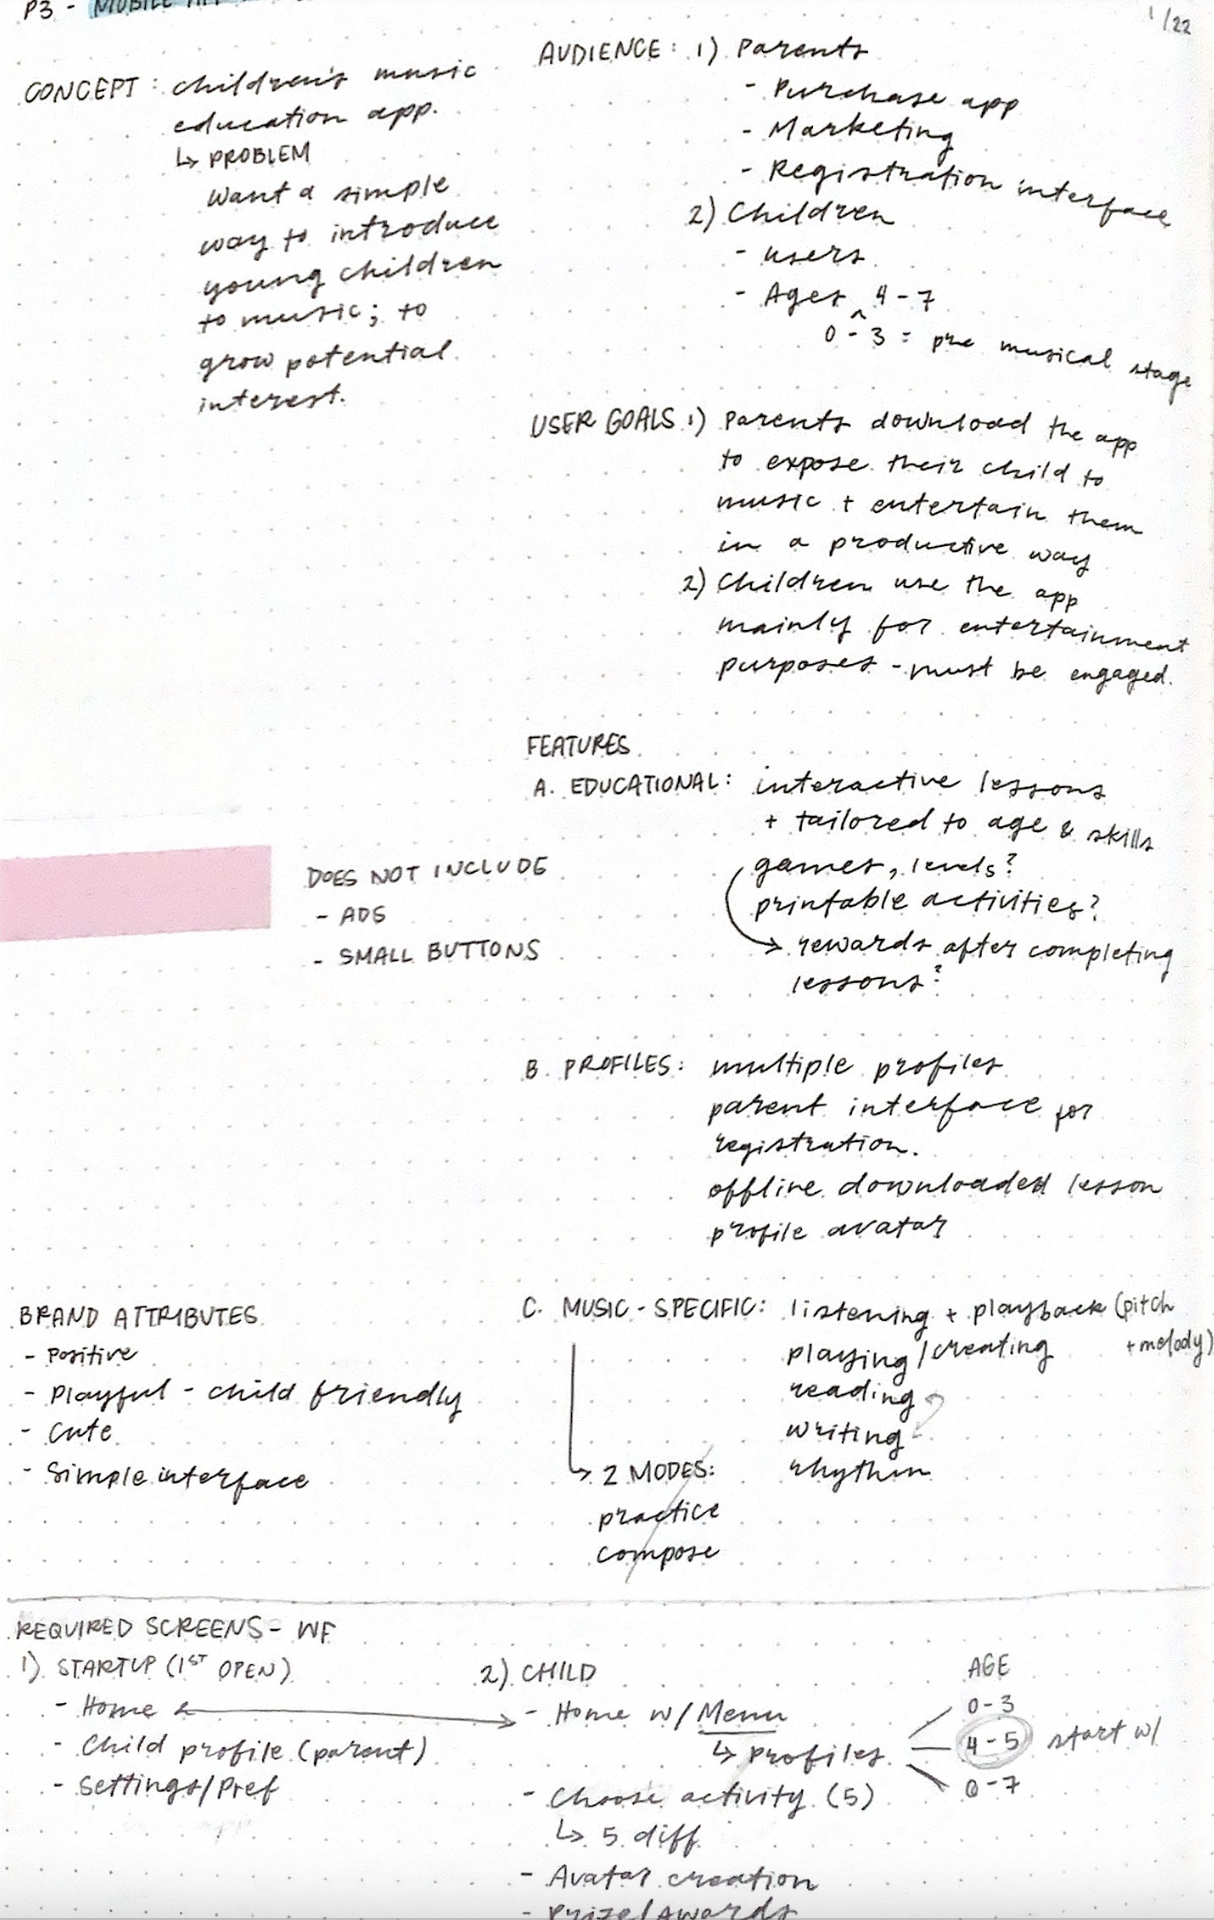 P3 - MOBILE
1/22
CONCEPT: children's music
education app.
↳ PROBLEM
Want a simple
way to introduce
young children
to music; to
grow potential
interest.
AUDIENCE: 1) Parents
- Purchase app
- Marketing
- Registration interface
2) Children
- users
- Ages 4-7
^
0-3 = pre musical stage
USER GOALS 1) Parents download the app
to expose their child to
music + entertain them
in a productive way
2) Children use the app
mainly for entertainment
purposes - must be engaged.
FEATURES
A. EDUCATIONAL: interactive lessons
+ tailored to age & skills
games, levels?
printable activities?
→ rewards after completing
lessons?
DOES NOT INCLUDE
- ADS
- SMALL BUTTONS
B. PROFILES: multiple profiles
parent interface for
registration.
offline downloaded lesson
profile avatar
BRAND ATTRIBUTES
- Positive
- Playful - child friendly
- Cute
- Simple interface
C. MUSIC-SPECIFIC: listening + playback (pitch
+ melody)
playing/creating
reading
writing
rhythm
↳ 2 MODES:
practice
compose
REQUIRED SCREENS - WF
1) STARTUP (1ST OPEN)
- Home
- Child profile (parent)
- Settings/Pref
2) CHILD
- Home w/ Menu
↳ Profiles
- Choose activity (5)
↳ 5 diff
- Avatar creation
- Prize/Awards
AGE
0-3
4-5 start w/
6-7